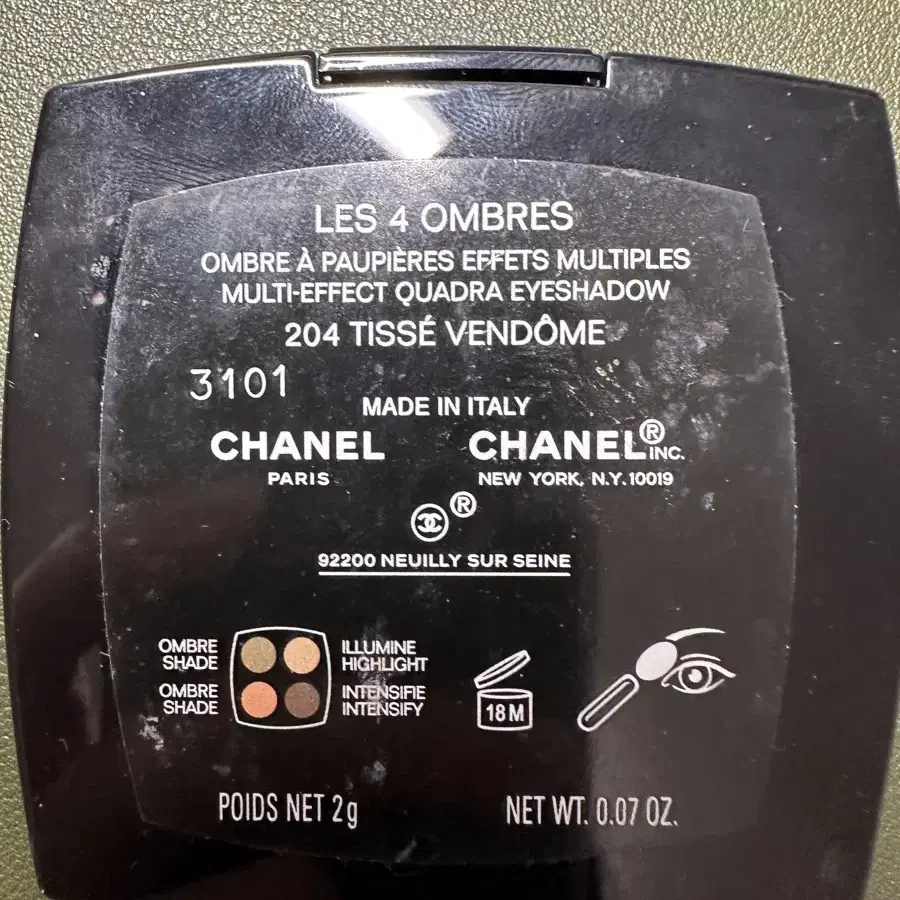 LES 4 OMBRES
OMBRE À PAUPIÈRES EFFETS MULTIPLES
MULTI-EFFECT QUADRA EYESHADOW
204 TISSÉ VENDÔME
3101
MADE IN ITALY
CHANEL
PARIS
CHANEL® INC.
NEW YORK, N.Y. 10019
®
92200 NEUILLY SUR SEINE
OMBRE
SHADE
ILLUMINE
HIGHLIGHT
OMBRE
SHADE
INTENSIFIE
INTENSIFY
18 M
POIDS NET 2g
NET WT. 0.07 OZ.